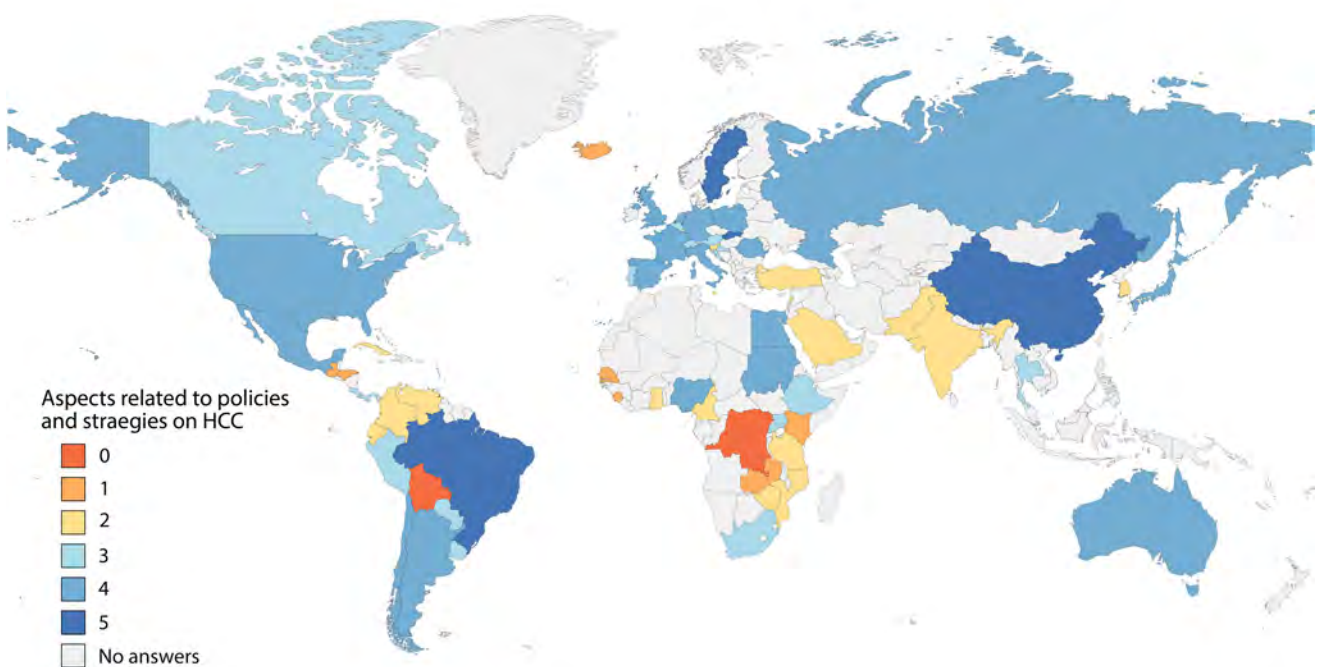 Aspects related to policies
and straegies on HCC
0
1
2
3
4
5
No answers